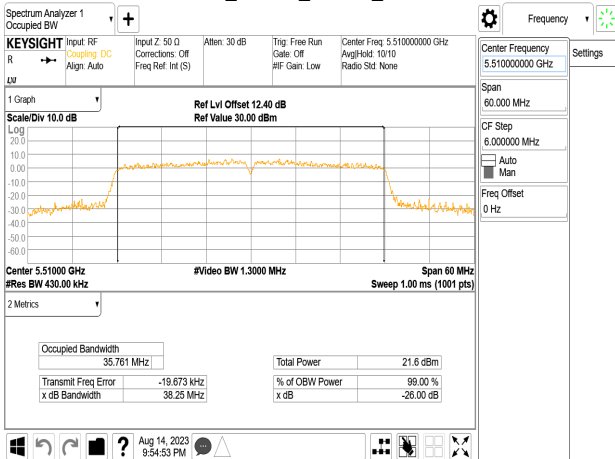 Spectrum Analyzer 1
Occupied BW
+
Frequency
KEYSIGHT
R
Input: RF
Coupling: DC
Align: Auto
Input Z: 50 Ω
Corrections: Off
Freq Ref: Int (S)
Atten: 30 dB
Trig: Free Run
Gate: Off
#IF Gain: Low
Center Freq: 5.510000000 GHz
Avg|Hold: 10/10
Radio Std: None
Center Frequency
5.510000000 GHz
Settings
Span
60.000 MHz
CF Step
6.000000 MHz
Auto
Man
Freq Offset
0 Hz
1 Graph
Scale/Div 10.0 dB
Ref Lvl Offset 12.40 dB
Ref Value 30.00 dBm
Log
20.0
10.0
0.00
-10.0
-20.0
-30.0
-40.0
-50.0
-60.0
Center 5.51000 GHz
#Video BW 1.3000 MHz
Span 60 MHz
#Res BW 430.00 kHz
Sweep 1.00 ms (1001 pts)
2 Metrics
Occupied Bandwidth
35.761 MHz
Total Power 21.6 dBm
Transmit Freq Error -19.673 kHz
% of OBW Power 99.00 %
x dB Bandwidth 38.25 MHz
x dB -26.00 dB
?
Aug 14, 2023
9:54:53 PM